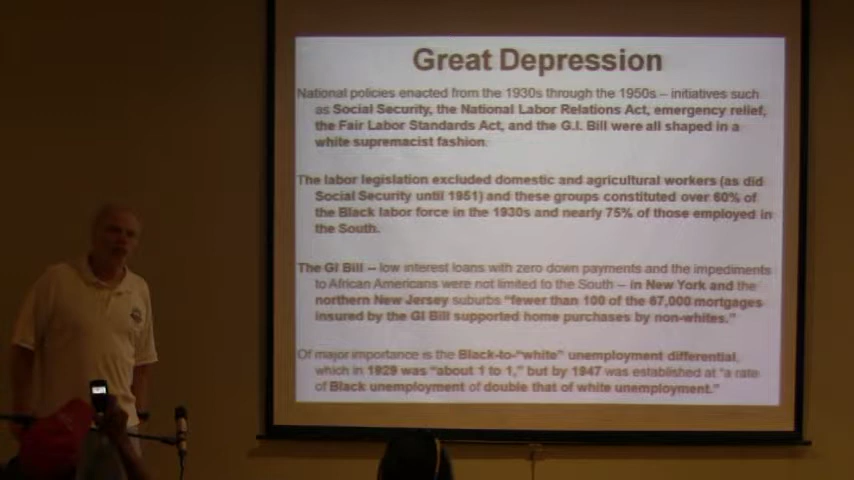 Great Depression
National policies enacted from the 1930s through the 1950s – initiatives such
as Social Security, the National Labor Relations Act, emergency relief,
the Fair Labor Standards Act, and the G.I. Bill were all shaped in a
white supremacist fashion.
The labor legislation excluded domestic and agricultural workers (as did
Social Security until 1951) and these groups constituted over 60% of
the Black labor force in the 1930s and nearly 75% of those employed in
the South.
The GI Bill – low interest loans with zero down payments and the impediments
to African Americans were not limited to the South – in New York and the
northern New Jersey suburbs "fewer than 100 of the 67,000 mortgages
insured by the GI Bill supported home purchases by non-whites."
Of major importance is the Black-to-"white" unemployment differential,
which in 1929 was "about 1 to 1," but by 1947 was established at "a rate
of Black unemployment of double that of white unemployment."